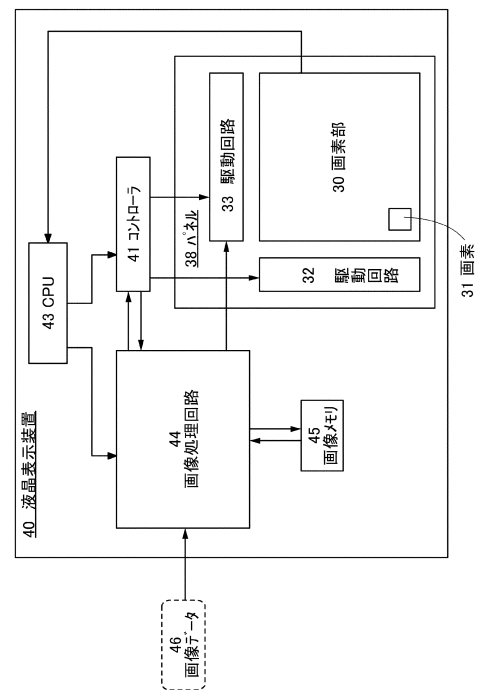 40 液晶表示装置
43 CPU
41 コントローラ
38 パネル
33 駆動回路
30 画素部
31 画素
32
駆動回路
44
画像処理回路
45
画像メモリ
46
画像データ